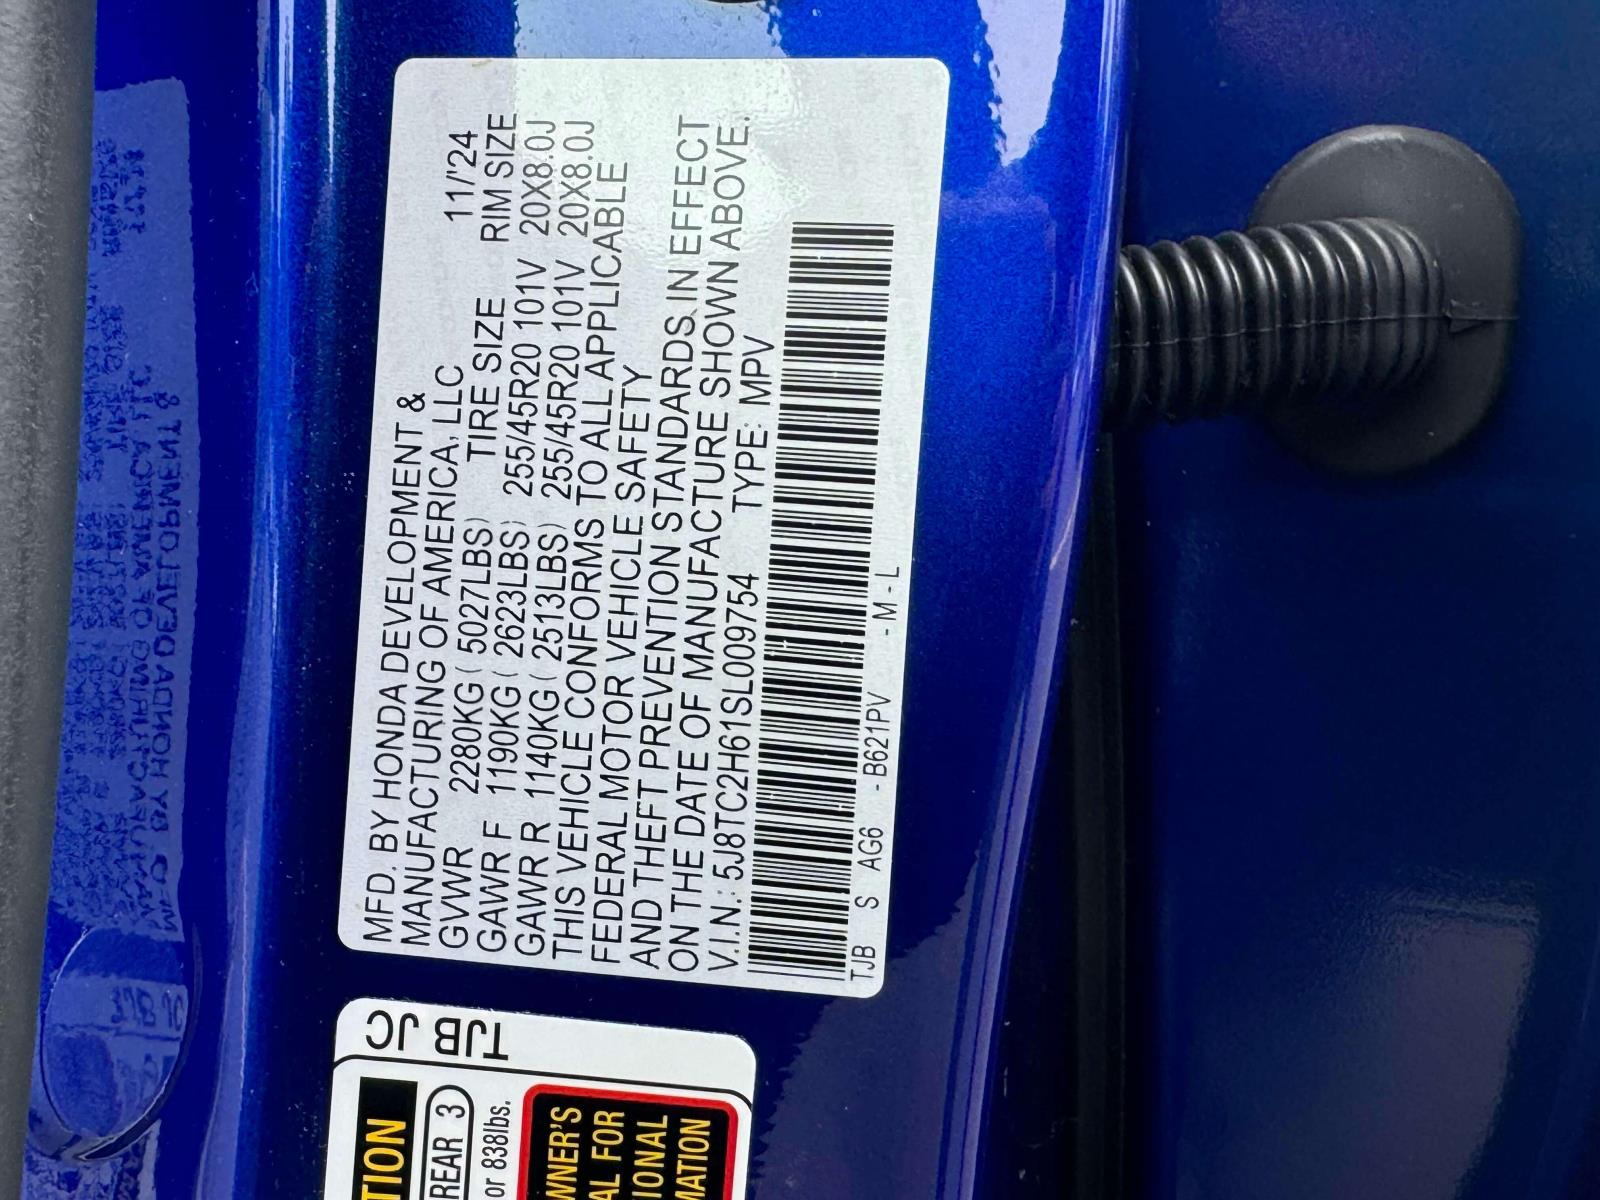 MFD. BY HONDA DEVELOPMENT &
MANUFACTURING OF AMERICA, LLC 11/'24
GVWR 2280KG ( 5027LBS) TIRE SIZE RIM SIZE
GAWR F 1190KG ( 2623LBS) 255/45R20 101V 20X8.0J
GAWR R 1140KG ( 2513LBS) 255/45R20 101V 20X8.0J
THIS VEHICLE CONFORMS TO ALL APPLICABLE
FEDERAL MOTOR VEHICLE SAFETY
AND THEFT PREVENTION STANDARDS IN EFFECT
ON THE DATE OF MANUFACTURE SHOWN ABOVE.
V.I.N.: 5J8TC2H61SL009754 TYPE: MPV
TJB S AG6 -B621PV -M-L
TJB JC
TION
REAR 3
or 838lbs.
WNER'S
AL FOR
IONAL
MATION